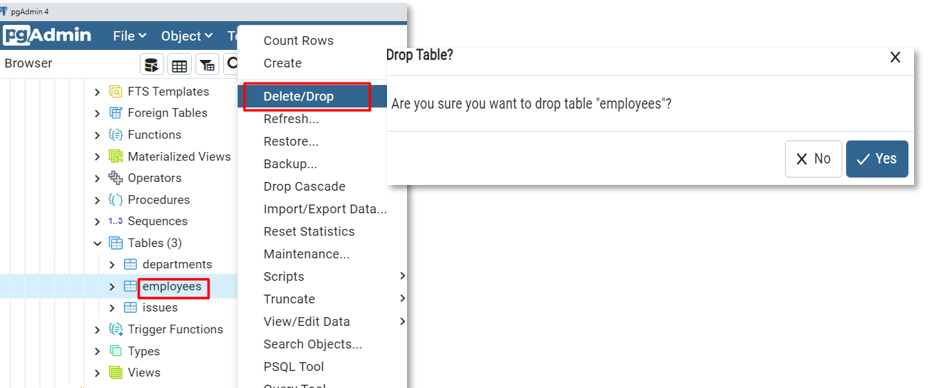 pgAdmin 4
pgAdmin
File
Object
Browser
FTS Templates
Foreign Tables
Functions
Materialized Views
Operators
Procedures
1..3 Sequences
Tables (3)
departments
employees
issues
Trigger Functions
Types
Views
Count Rows
Create
Delete/Drop
Refresh...
Restore...
Backup...
Drop Cascade
Import/Export Data...
Reset Statistics
Maintenance...
Scripts
Truncate
View/Edit Data
Search Objects...
PSQL Tool
Query Tool
Drop Table?
Are you sure you want to drop table "employees"?
No
Yes